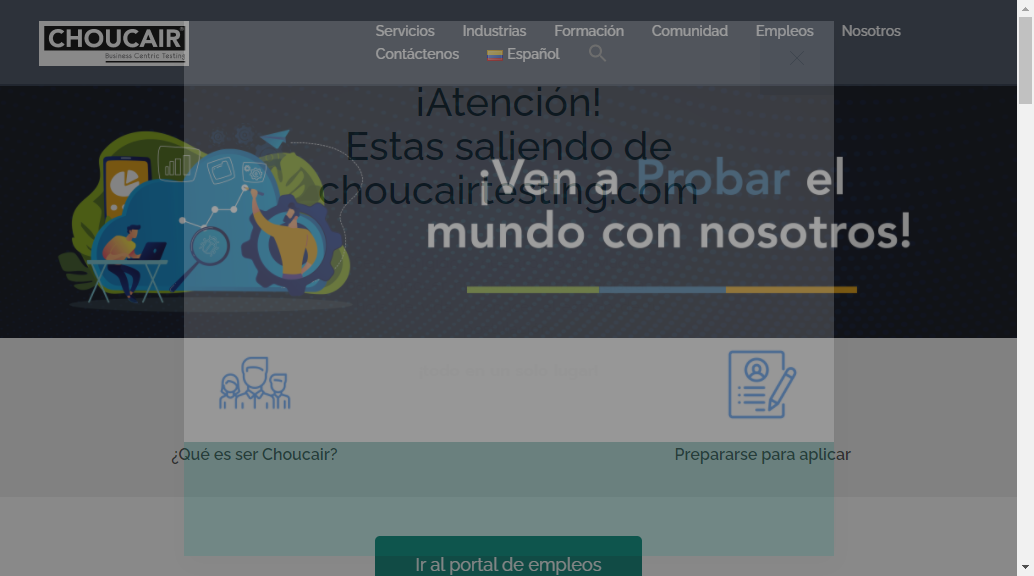 CHOUCAIR
Business Centric Testing
Servicios Industrias Formación Comunidad Empleos Nosotros
Contáctenos Español
¡Atención!
Estas saliendo de
choucairtesting.com
¡Ven a Probar el
mundo con nosotros!
¿Qué es ser Choucair?
Prepararse para aplicar
Ir al portal de empleos